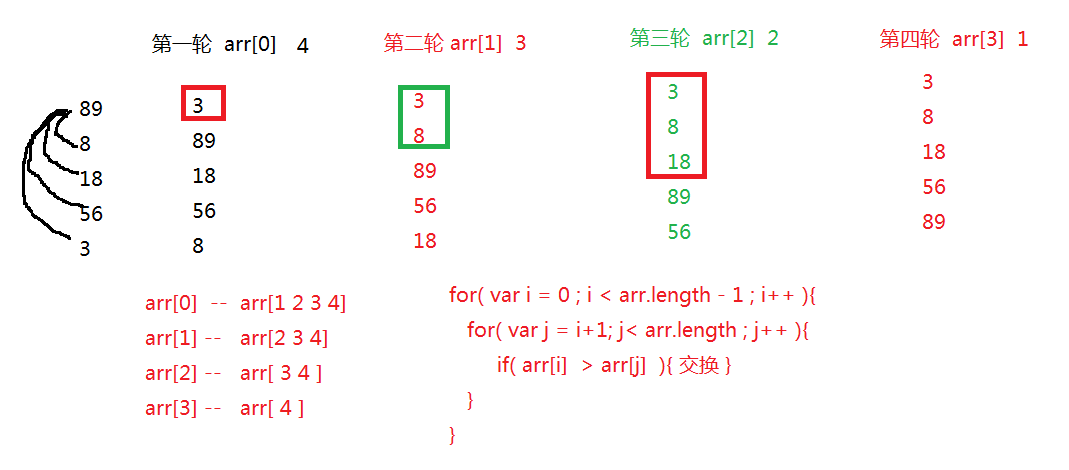 第一轮 arr[0] 4
89
8
18
56
3
3
89
18
56
8
第二轮 arr[1] 3
3
8
89
56
18
第三轮 arr[2] 2
3
8
18
89
56
第四轮 arr[3] 1
3
8
18
56
89
arr[0] -- arr[1 2 3 4]
arr[1] -- arr[2 3 4]
arr[2] -- arr[ 3 4 ]
arr[3] -- arr[ 4 ]
for( var i = 0 ; i < arr.length - 1 ; i++ ){
for( var j = i+1; j< arr.length ; j++ ){
if( arr[i] > arr[j] ){ 交换 }
}
}